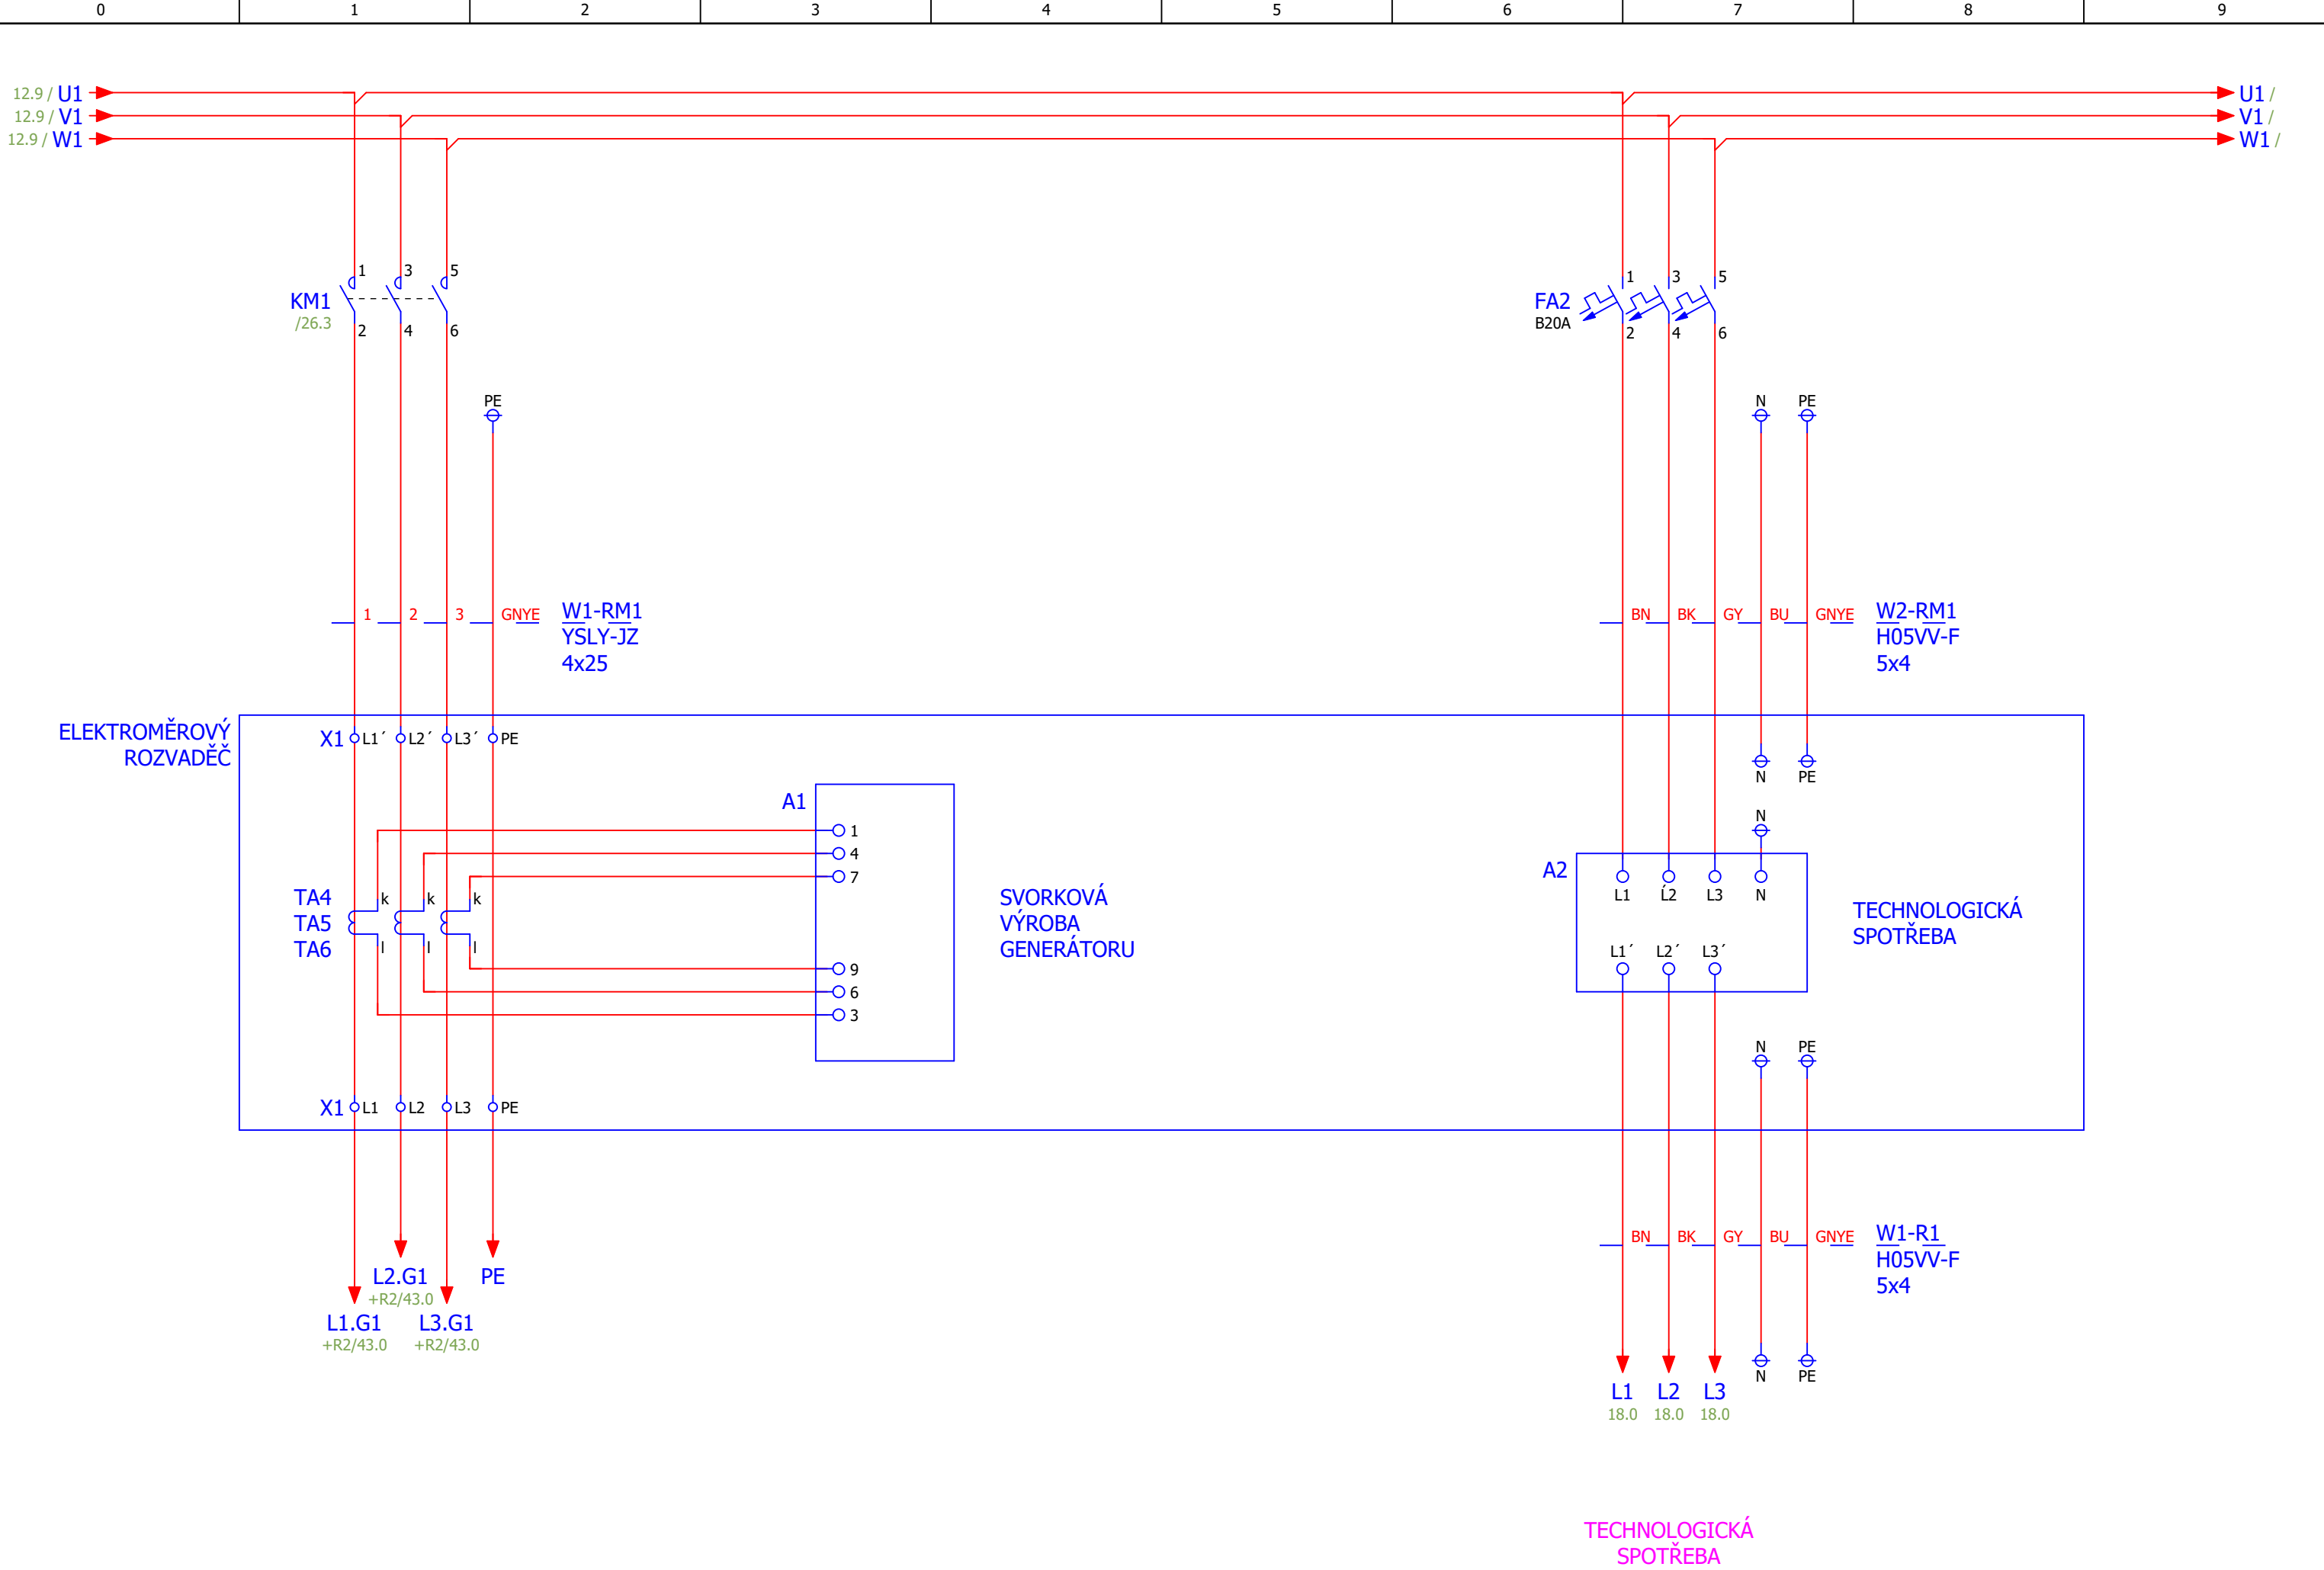 0 1 2 3 4 5 6 7 8 9
12.9 / U1 U1 /
12.9 / V1 V1 /
12.9 / W1 W1 /
1 3 5
KM1
/26.3
2 4 6
1 3 5
FA2
B20A
2 4 6
PE
N PE
1 2 3 GNYE
W1-RM1
YSLY-JZ
4x25
BN BK GY BU GNYE
W2-RM1
H05VV-F
5x4
ELEKTROMĚROVÝ
ROZVADĚČ
X1 L1´ L2´ L3´ PE
N PE
A1
1
4
7
9
6
3
TA4
TA5
TA6
k k k
l l l
SVORKOVÁ
VÝROBA
GENERÁTORU
N
A2
L1 Ĺ2 L3 N
L1´ L2´ L3´
TECHNOLOGICKÁ
SPOTŘEBA
N PE
X1 L1 L2 L3 PE
BN BK GY BU GNYE
W1-R1
H05VV-F
5x4
L2.G1 PE
+R2/43.0
L1.G1 L3.G1
+R2/43.0 +R2/43.0
N PE
L1 L2 L3
18.0 18.0 18.0
TECHNOLOGICKÁ
SPOTŘEBA